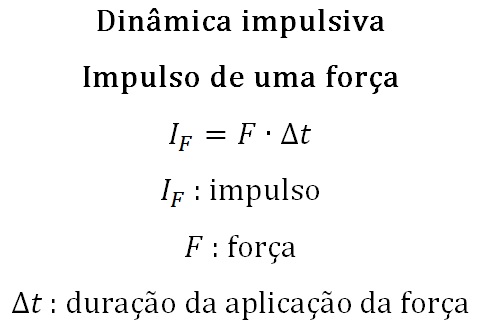 Dinâmica impulsiva
Impulso de uma força
I_F = F · Δt
I_F : impulso
F : força
Δt : duração da aplicação da força